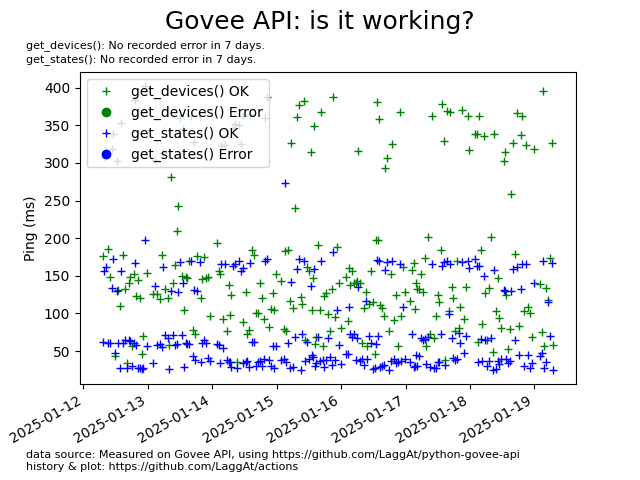 Govee API: is it working?
get_devices(): No recorded error in 7 days.
get_states(): No recorded error in 7 days.
get_devices() OK
get_devices() Error
get_states() OK
get_states() Error
Ping (ms)
400
350
300
250
200
150
100
50
2025-01-12
2025-01-13
2025-01-14
2025-01-15
2025-01-16
2025-01-17
2025-01-18
2025-01-19
data source: Measured on Govee API, using https://github.com/LaggAt/python-govee-api
history & plot: https://github.com/LaggAt/actions